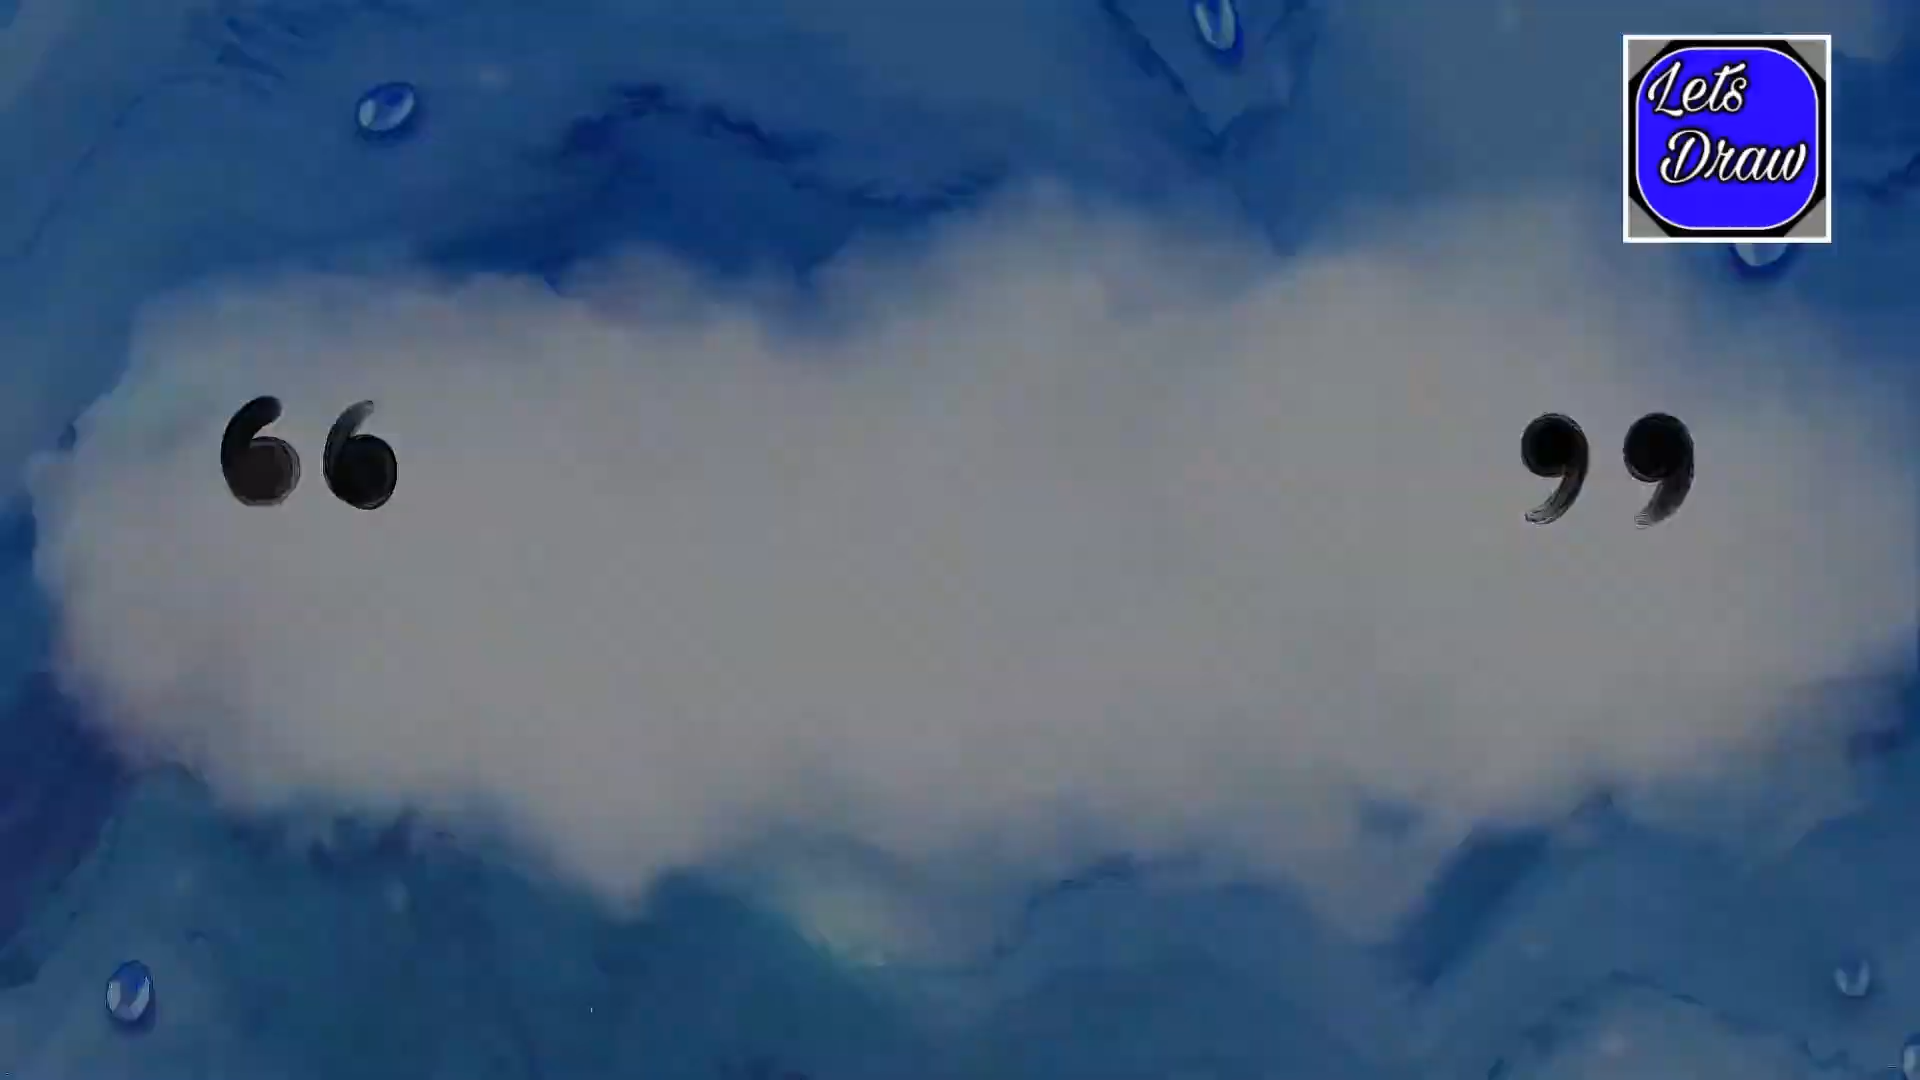 Lets
Draw
“ ”